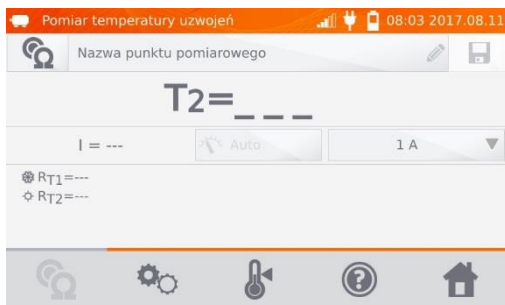 Pomiar temperatury uzwojeń 08:03 2017.08.11
Nazwa punktu pomiarowego
T2=_ _ _
I = --- Auto 1 A
RT1=---
RT2=---
?